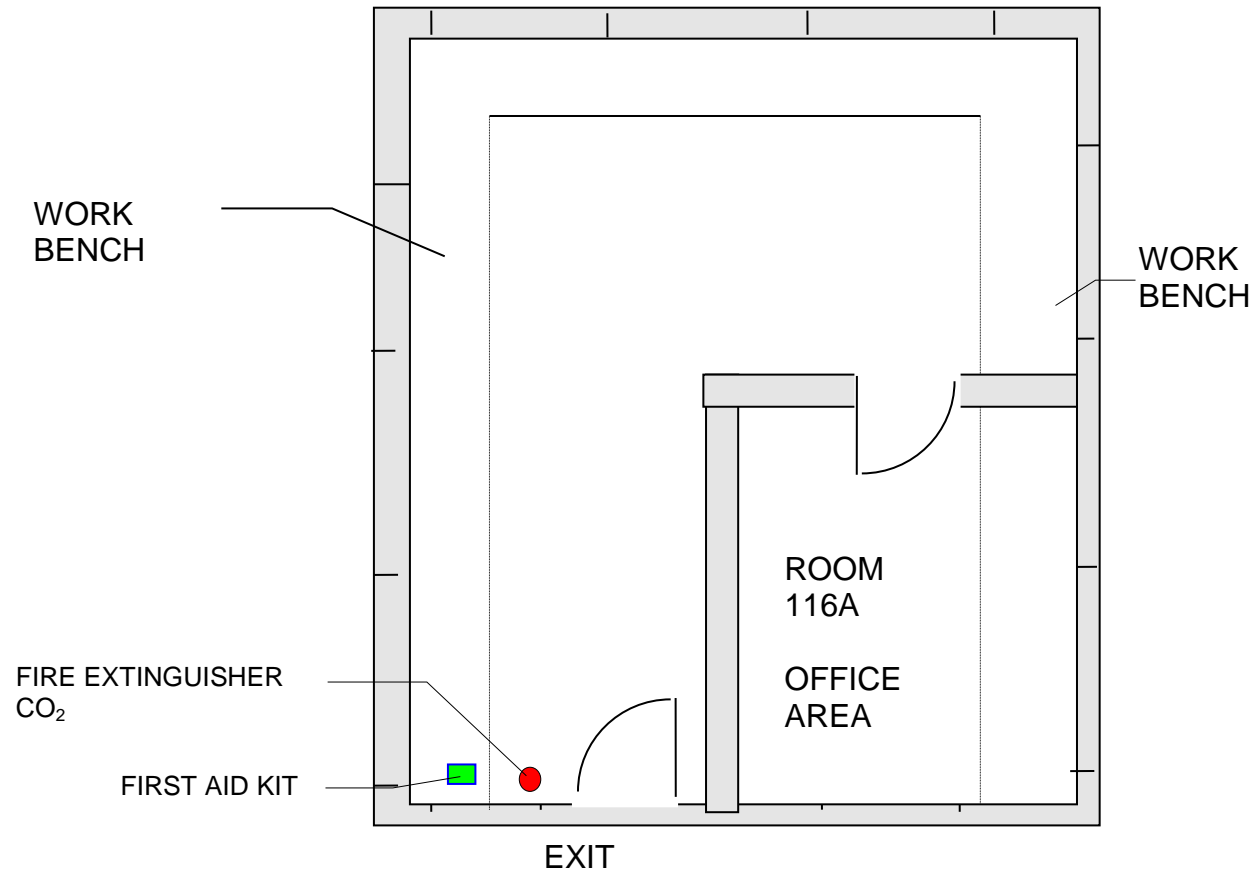 WORK
BENCH
WORK
BENCH
ROOM
116A
OFFICE
AREA
FIRE EXTINGUISHER
CO₂
FIRST AID KIT
EXIT